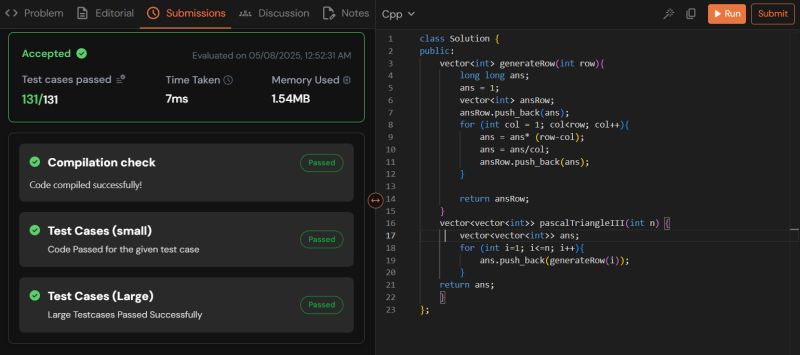 Problem Editorial Submissions Discussion Notes
Accepted
Evaluated on 05/08/2025, 12:52:31 AM
Test cases passed Time Taken Memory Used
131/131 7ms 1.54MB
Compilation check
Passed
Code compiled successfully!
Test Cases (small)
Passed
Code Passed for the given test case
Test Cases (Large)
Passed
Large Testcases Passed Successfully
Cpp Run Submit
1 class Solution {
2 public:
3 vector<int> generateRow(int row){
4 long long ans;
5 ans = 1;
6 vector<int> ansRow;
7 ansRow.push_back(ans);
8 for (int col = 1; col<row; col++){
9 ans = ans* (row-col);
10 ans = ans/col;
11 ansRow.push_back(ans);
12 }
13
14 return ansRow;
15 }
16 vector<vector<int>> pascalTriangleIII(int n) {
17 vector<vector<int>> ans;
18 for (int i=1; i<=n; i++){
19 ans.push_back(generateRow(i));
20 }
21 return ans;
22 }
23 };